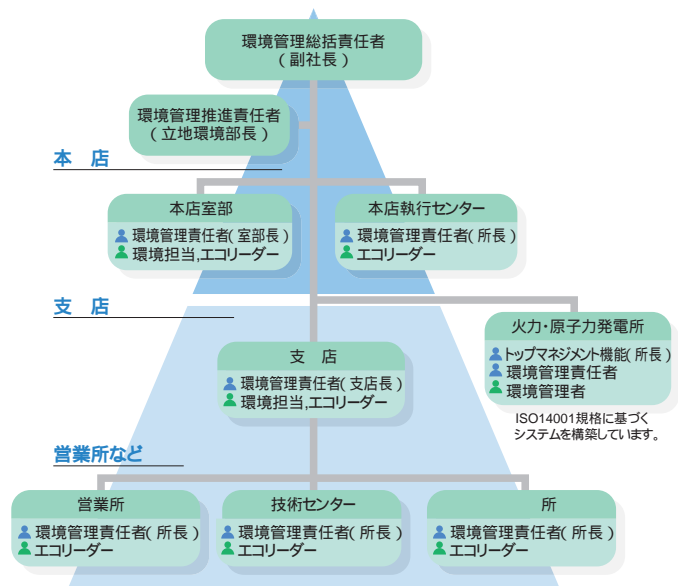 環境管理総括責任者
（副社長）
環境管理推進責任者
（立地環境部長）
本　店
本店室部
環境管理責任者（室部長）
環境担当,エコリーダー
本店執行センター
環境管理責任者（所長）
エコリーダー
支　店
火力・原子力発電所
トップマネジメント機能（所長）
環境管理責任者
環境管理者
ISO14001規格に基づく
システムを構築しています。
支　店
環境管理責任者（支店長）
環境担当,エコリーダー
営業所など
営業所
環境管理責任者（所長）
エコリーダー
技術センター
環境管理責任者（所長）
エコリーダー
所
環境管理責任者（所長）
エコリーダー